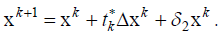 x^{k+1} = x^k + t_k^* Δx^k + δ_2 x^k .